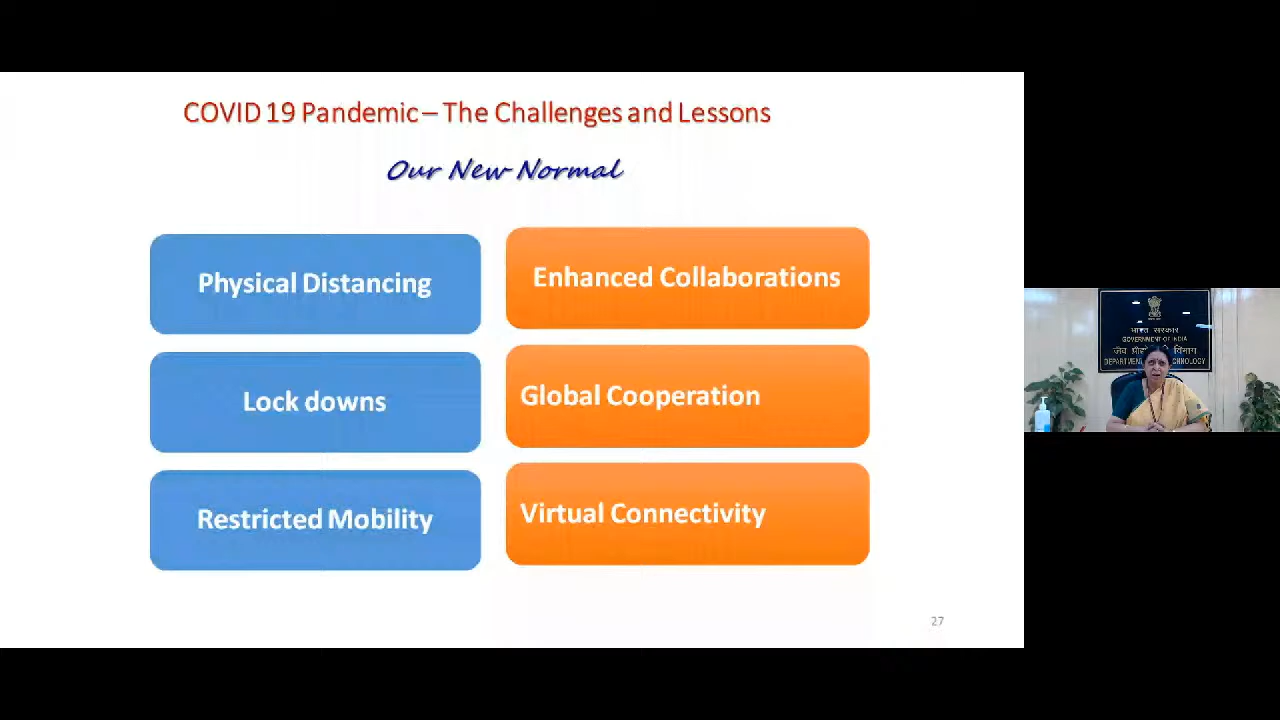 COVID 19 Pandemic – The Challenges and Lessons
Our New Normal
Physical Distancing
Enhanced Collaborations
Lock downs
Global Cooperation
Restricted Mobility
Virtual Connectivity
27
भारत सरकार
GOVERNMENT OF INDIA
विभाग
DEPARTM